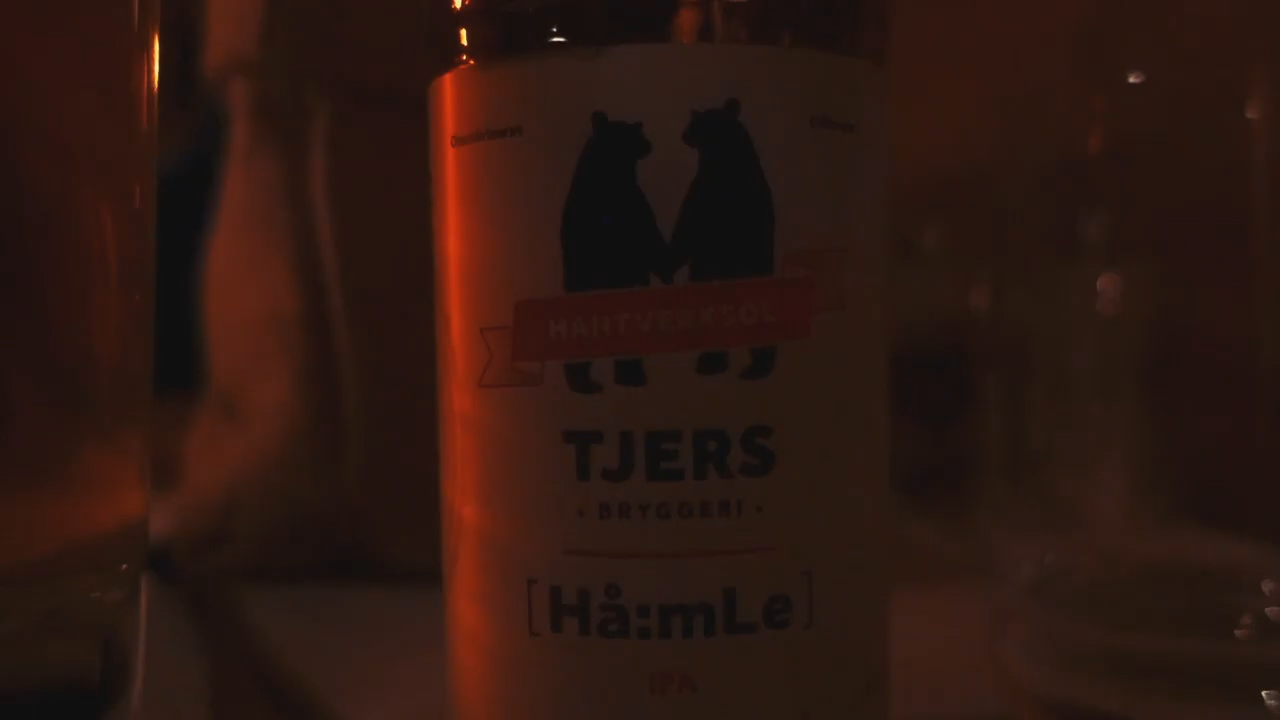 HANTVERKSÖL
TJERS
· BRYGGERI ·
[Hå:mLe]
IPA